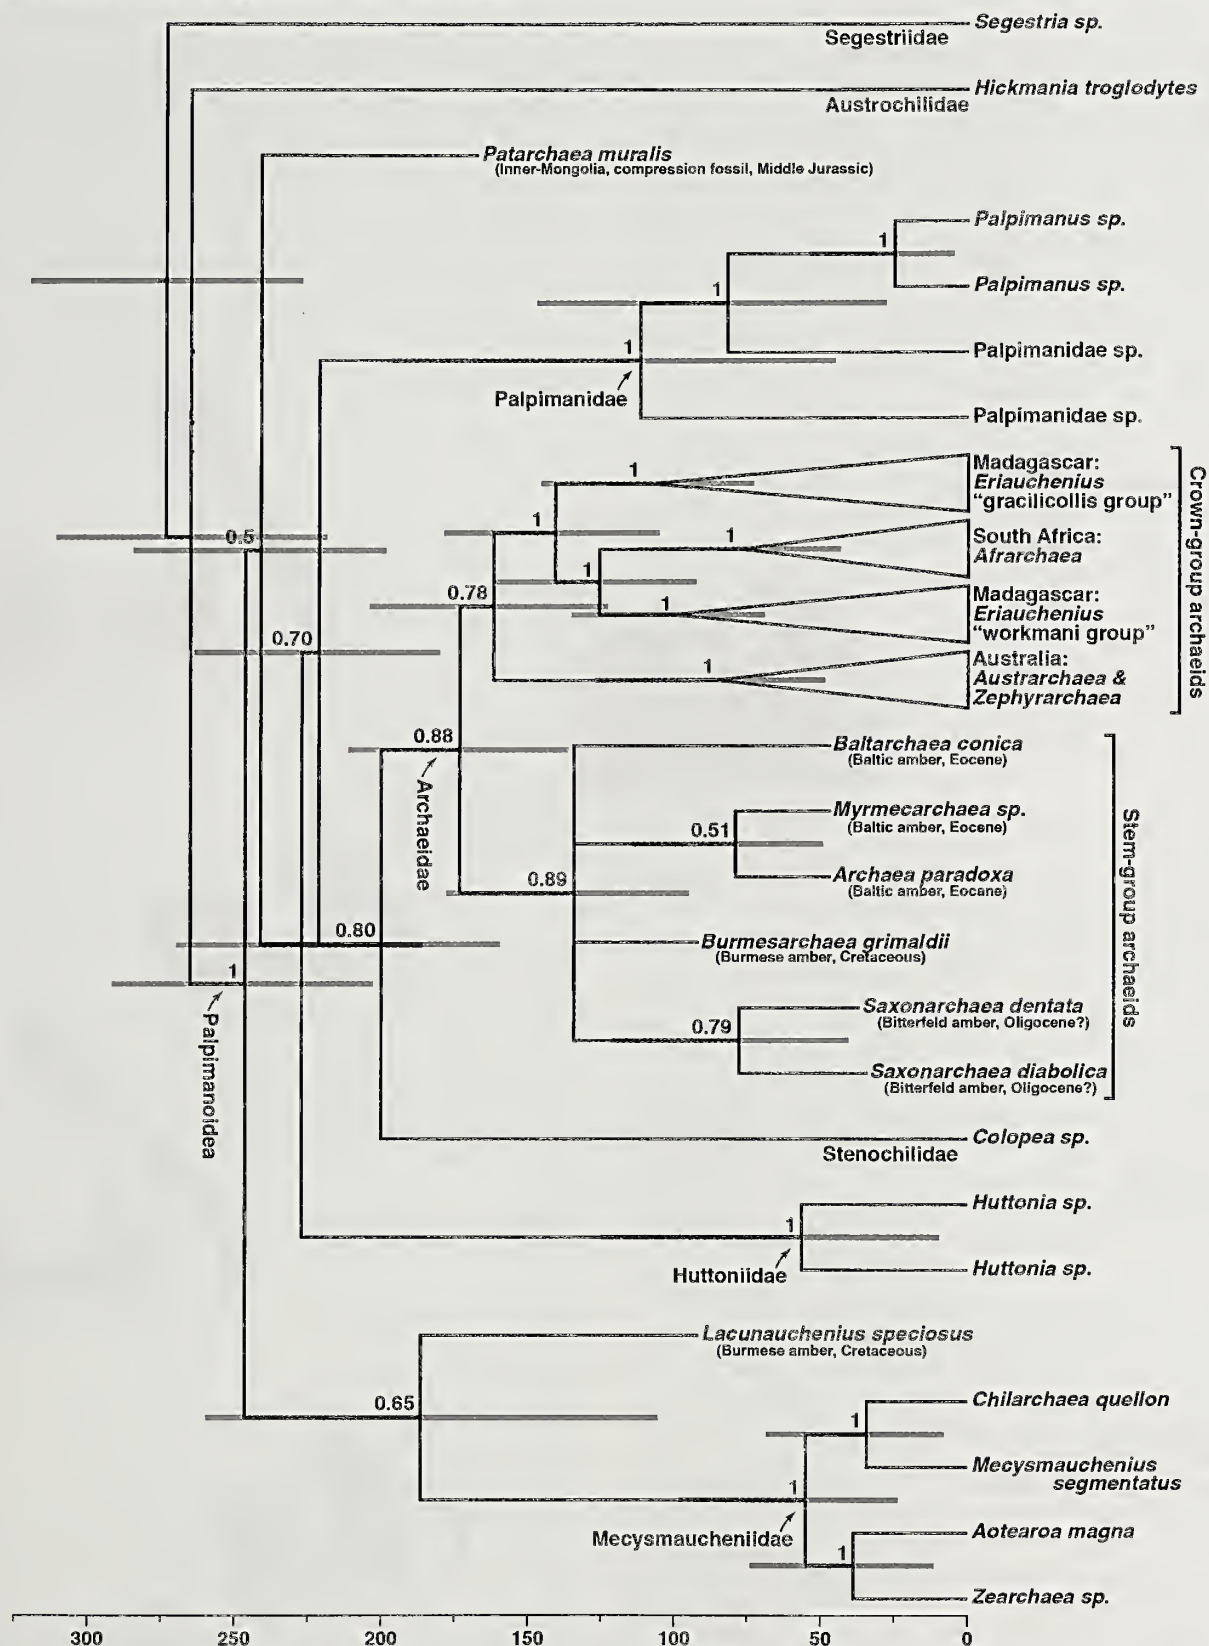 Segestria sp.
Segestriidae
Hickmania troglodytes
Austrochilidae
Patarchaea muralis
(Inner-Mongolia, compression fossil, Middle Jurassic)
Palpimanus sp.
1
Palpimanus sp.
1
Palpimanidae sp.
1
Palpimanidae
Palpimanidae sp.
Madagascar:
Eriauchenius
"gracilicollis group"
1
1
South Africa:
Afrarchaea
1
0.5
1
Madagascar:
Eriauchenius
"workmani group"
1
0.78
0.70
Australia:
Austrarchaea &
Zephyrarchaea
1
Crown-group archaeids
0.88
Archaeidae
Baltarchaea conica
(Baltic amber, Eocene)
Myrmecarchaea sp.
(Baltic amber, Eocene)
0.51
Archaea paradoxa
(Baltic amber, Eocene)
0.89
Burmesarchaea grimaldii
(Burmese amber, Cretaceous)
0.80
1
Palpimanoidea
Saxonarchaea dentata
(Bitterfeld amber, Oligocene?)
0.79
Saxonarchaea diabolica
(Bitterfeld amber, Oligocene?)
Stem-group archaeids
Colopea sp.
Stenochilidae
Huttonia sp.
1
Huttoniidae
Huttonia sp.
Lacunauchenius speciosus
(Burmese amber, Cretaceous)
0.65
Chilarchaea quellon
1
Mecysmauchenius
segmentatus
1
Mecysmaucheniidae
Aotearoa magna
1
Zearchaea sp.
300 250 200 150 100 50 0